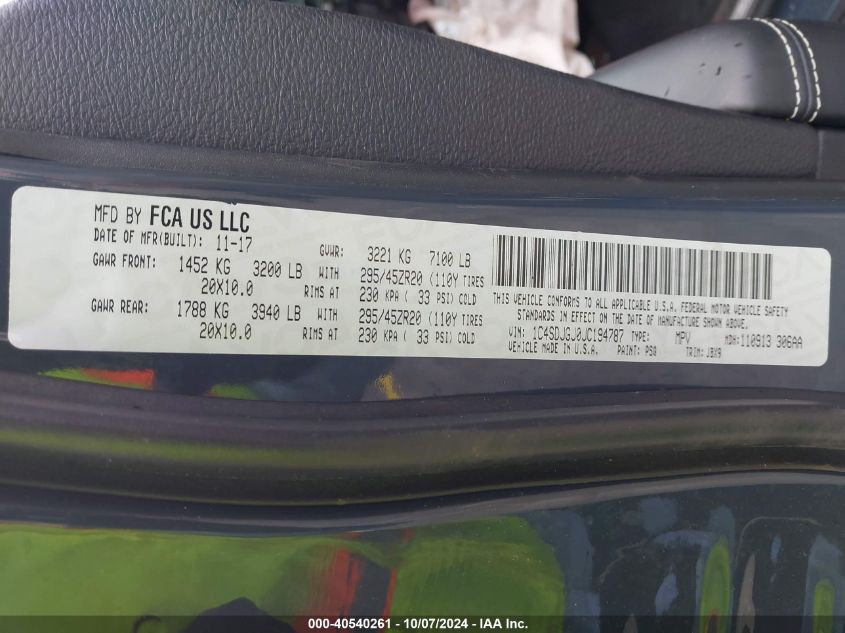 MFD BY FCA US LLC
DATE OF MFR(BUILT): 11-17 GVWR: 3221 KG 7100 LB
GAWR FRONT: 1452 KG 3200 LB WITH 295/45ZR20 (110Y TIRES
20X10.0 RIMS AT 230 KPA ( 33 PSI) COLD
GAWR REAR: 1788 KG 3940 LB WITH 295/45ZR20 (110Y TIRES
20X10.0 RIMS AT 230 KPA ( 33 PSI) COLD
THIS VEHICLE CONFORMS TO ALL APPLICABLE U.S.A. FEDERAL MOTOR VEHICLE SAFETY
STANDARDS IN EFFECT ON THE DATE OF MANUFACTURE SHOWN ABOVE.
VIN: 1C4SDJGJ0JC194787 TYPE: MPV MDH:110913 306AA
VEHICLE MADE IN U.S.A. PAINT: PSQ TRIM: JBX9
000-40540261 - 10/07/2024 - IAA Inc.